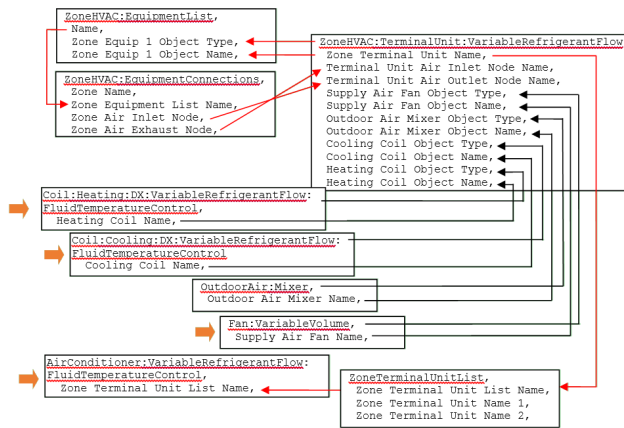 ZoneHVAC:EquipmentList,
Name,
Zone Equip 1 Object Type,
Zone Equip 1 Object Name,
ZoneHVAC:EquipmentConnections,
Zone Name,
Zone Equipment List Name,
Zone Air Inlet Node,
Zone Air Exhaust Node,
ZoneHVAC:TerminalUnit:VariableRefrigerantFlow
Zone Terminal Unit Name,
Terminal Unit Air Inlet Node Name,
Terminal Unit Air Outlet Node Name,
Supply Air Fan Object Type,
Supply Air Fan Object Name,
Outdoor Air Mixer Object Type,
Outdoor Air Mixer Object Name,
Cooling Coil Object Type,
Cooling Coil Object Name,
Heating Coil Object Type,
Heating Coil Object Name,
Coil:Heating:DX:VariableRefrigerantFlow:
FluidTemperatureControl,
Heating Coil Name,
Coil:Cooling:DX:VariableRefrigerantFlow:
FluidTemperatureControl
Cooling Coil Name,
OutdoorAir:Mixer,
Outdoor Air Mixer Name,
Fan:VariableVolume,
Supply Air Fan Name,
AirConditioner:VariableRefrigerantFlow:
FluidTemperatureControl,
Zone Terminal Unit List Name,
ZoneTerminalUnitList,
Zone Terminal Unit List Name,
Zone Terminal Unit Name 1,
Zone Terminal Unit Name 2,